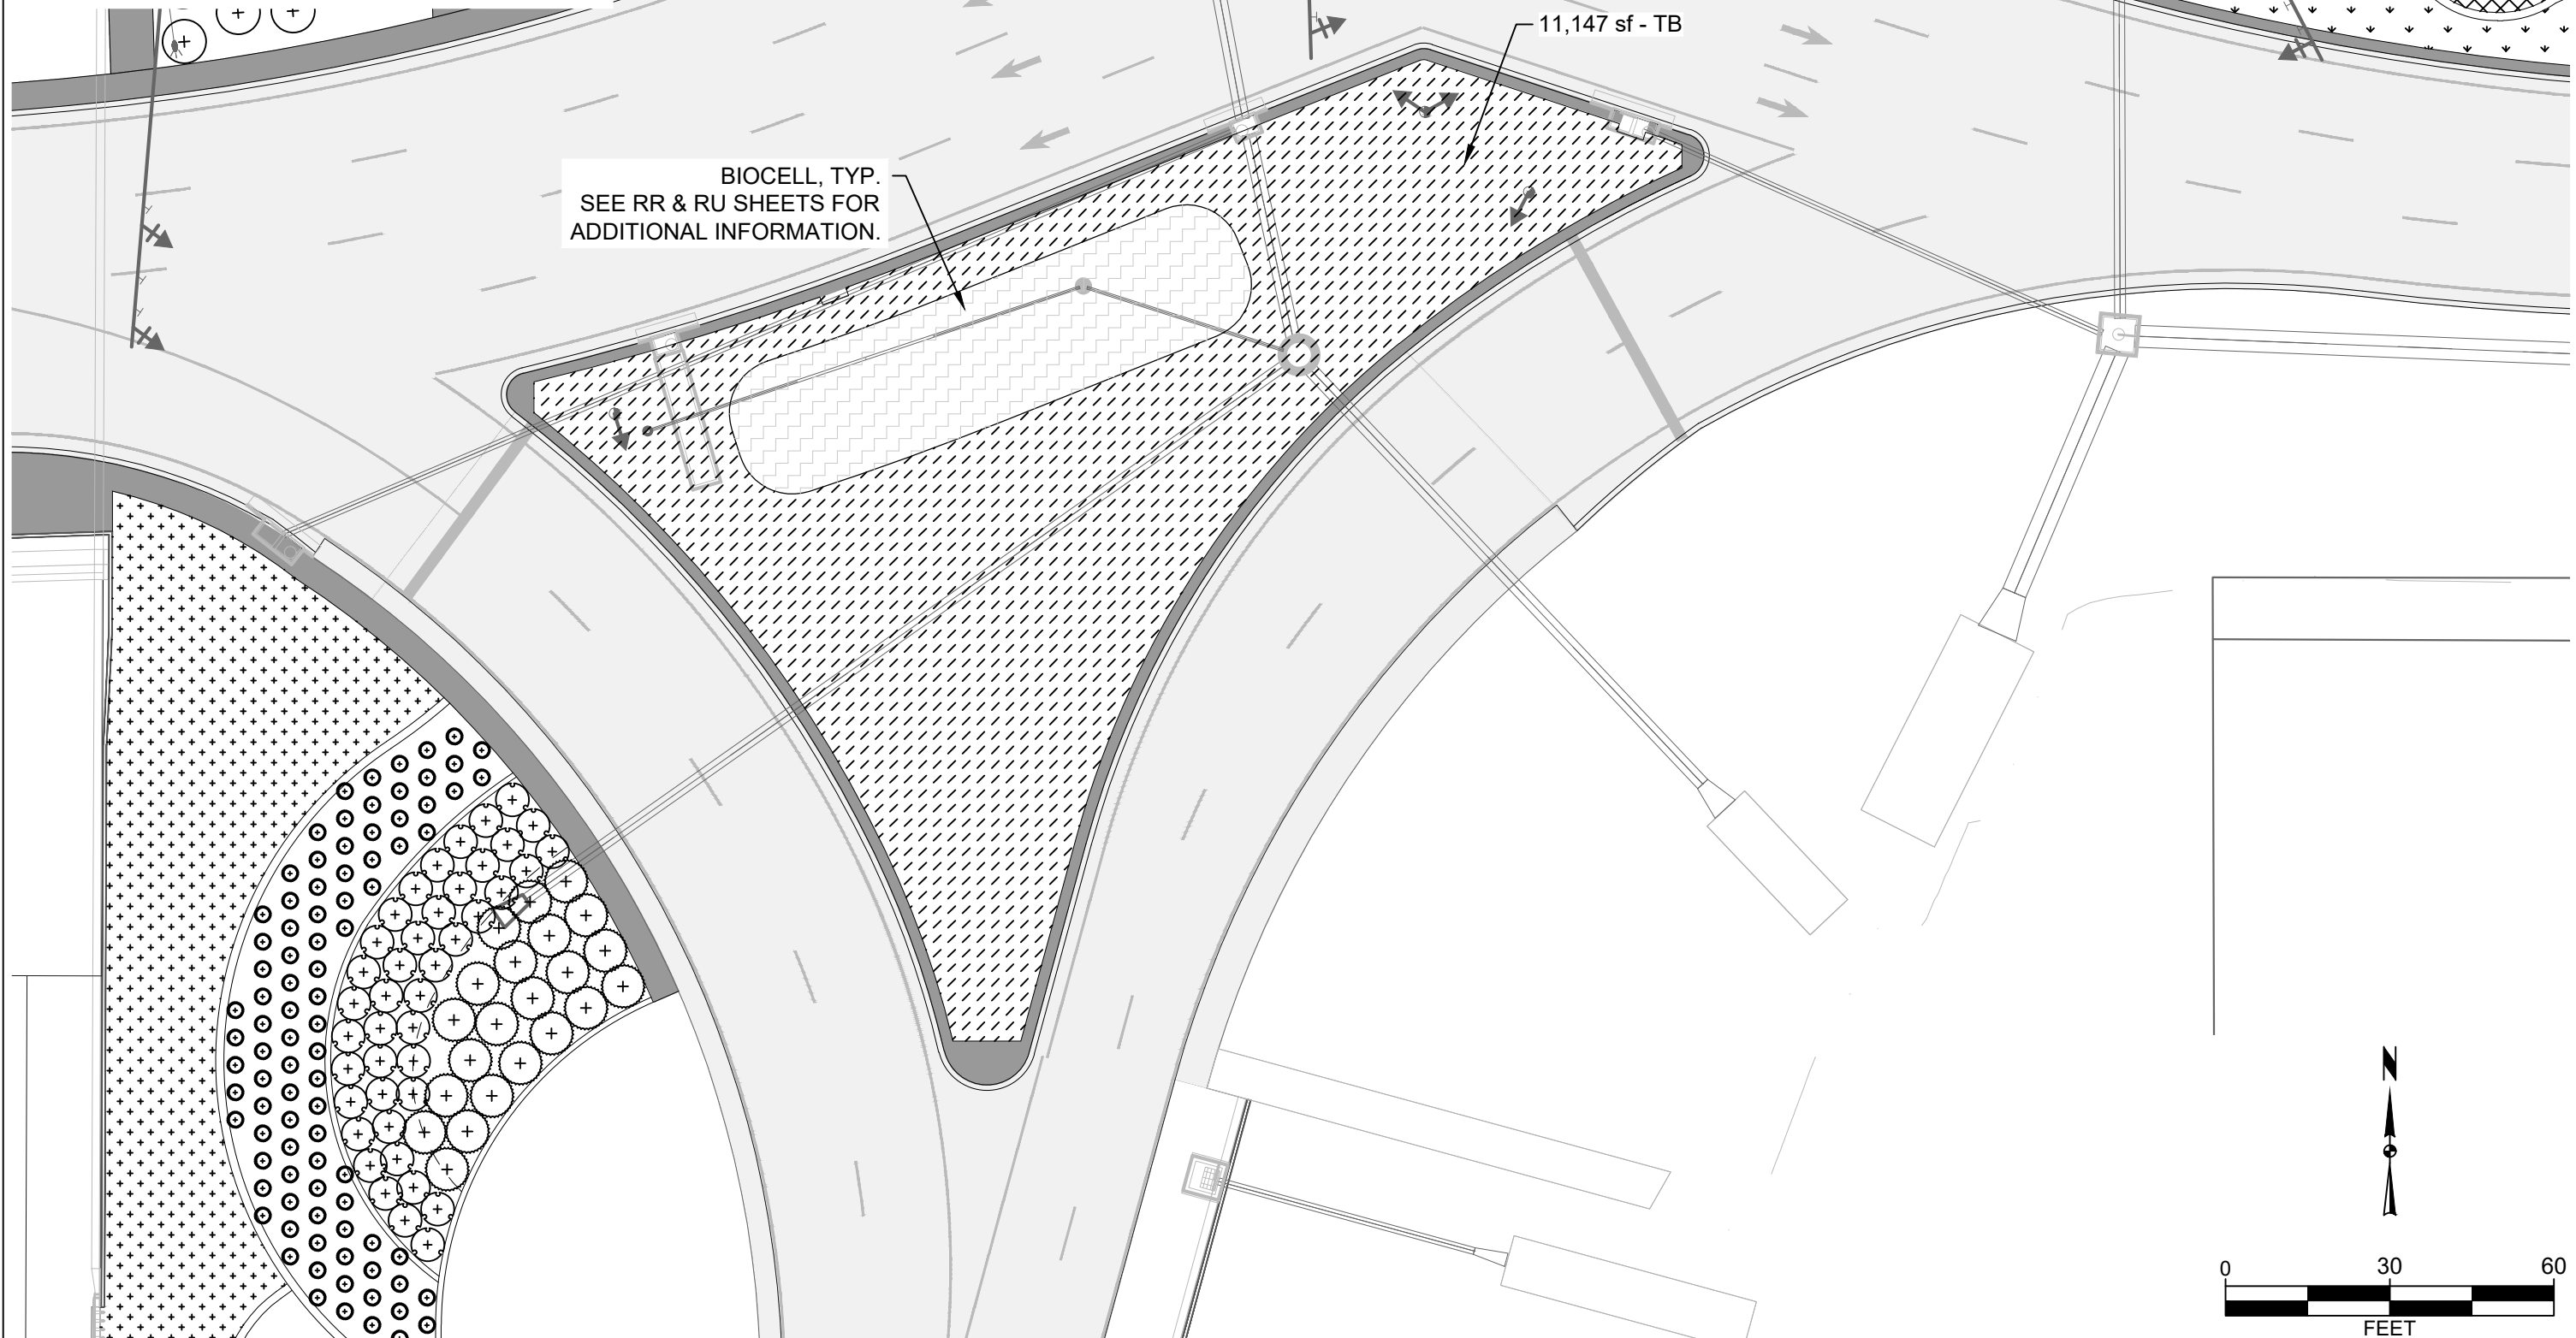 11,147 sf - TB
BIOCELL, TYP.
SEE RR & RU SHEETS FOR
ADDITIONAL INFORMATION.
N
0 30 60
FEET